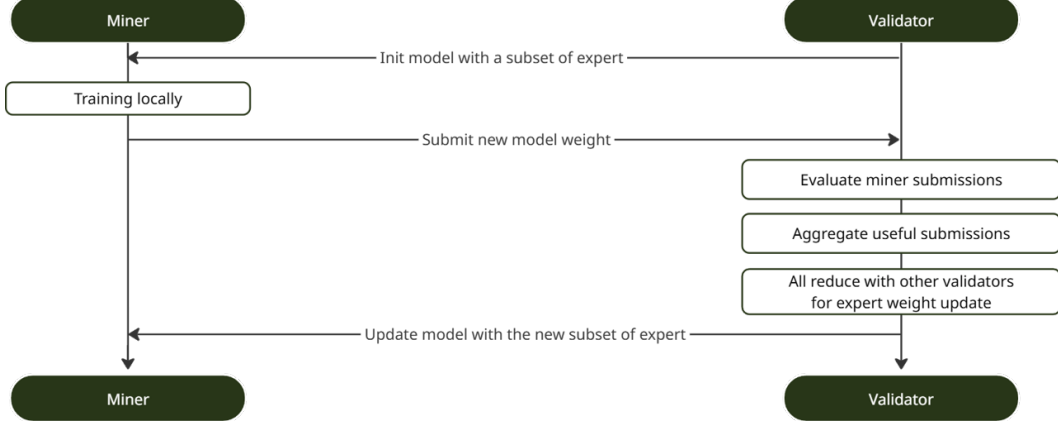 Miner
Validator
Init model with a subset of expert
Training locally
Submit new model weight
Evaluate miner submissions
Aggregate useful submissions
All reduce with other validators
for expert weight update
Update model with the new subset of expert
Miner
Validator